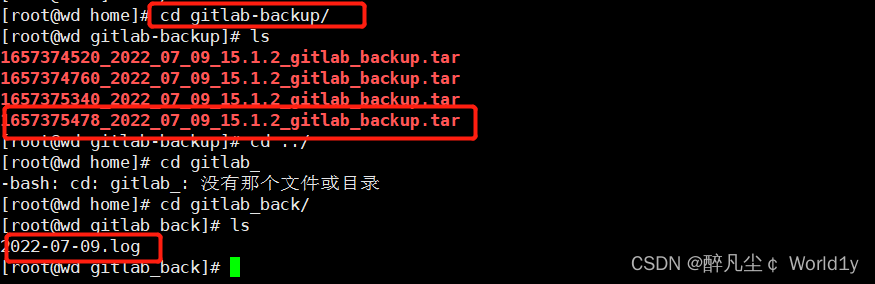 [root@wd home]# cd gitlab-backup/
[root@wd gitlab-backup]# ls
1657374520_2022_07_09_15.1.2_gitlab_backup.tar
1657374760_2022_07_09_15.1.2_gitlab_backup.tar
1657375340_2022_07_09_15.1.2_gitlab_backup.tar
1657375478_2022_07_09_15.1.2_gitlab_backup.tar
[root@wd gitlab-backup]# cd ../
[root@wd home]# cd gitlab_
-bash: cd: gitlab_: 没有那个文件或目录
[root@wd home]# cd gitlab_back/
[root@wd gitlab_back]# ls
2022-07-09.log
[root@wd gitlab_back]#
CSDN @醉凡尘¢ World1y